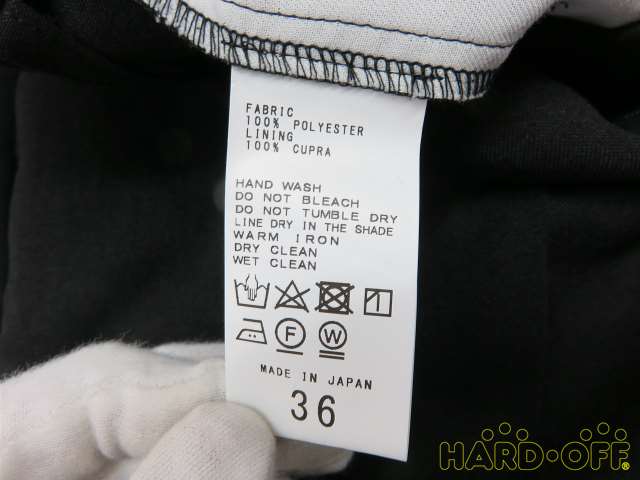 FABRIC
100% POLYESTER
LINING
100% CUPRA
HAND WASH
DO NOT BLEACH
DO NOT TUMBLE DRY
LINE DRY IN THE SHADE
WARM IRON
DRY CLEAN
WET CLEAN
F W
MADE IN JAPAN
36
HARD·OFF